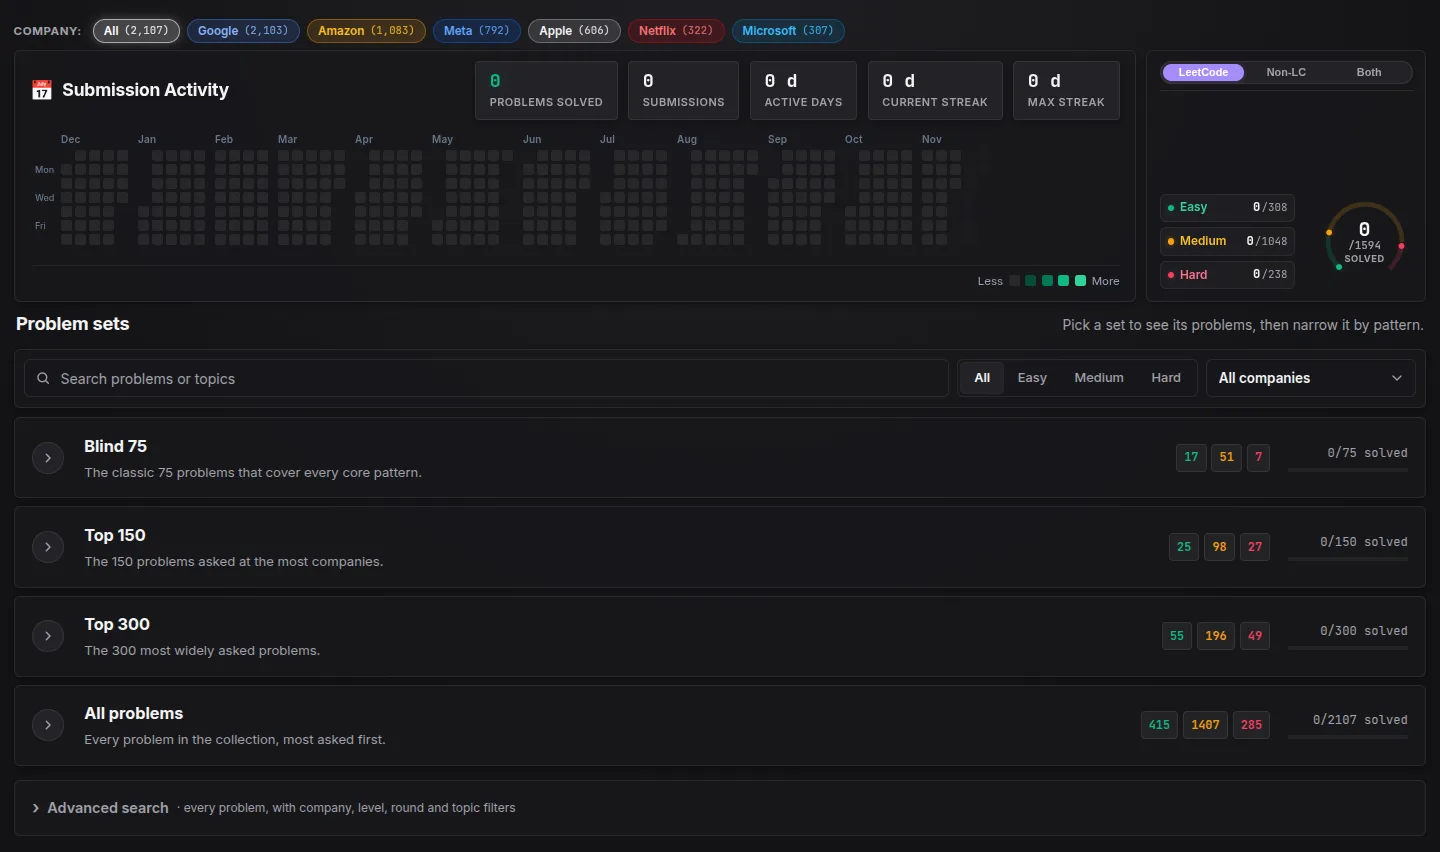 COMPANY: All (2,107) Google (2,103) Amazon (1,083) Meta (792) Apple (606) Netflix (322) Microsoft (307)
📅 Submission Activity
0
PROBLEMS SOLVED
0
SUBMISSIONS
0 d
ACTIVE DAYS
0 d
CURRENT STREAK
0 d
MAX STREAK
Dec Jan Feb Mar Apr May Jun Jul Aug Sep Oct Nov
Mon
Wed
Fri
Less More
LeetCode Non-LC Both
Easy 0/308
Medium 0/1048
Hard 0/238
0
/1594
SOLVED
Problem sets
Pick a set to see its problems, then narrow it by pattern.
Search problems or topics
All Easy Medium Hard
All companies
Blind 75
The classic 75 problems that cover every core pattern.
17 51 7
0/75 solved
Top 150
The 150 problems asked at the most companies.
25 98 27
0/150 solved
Top 300
The 300 most widely asked problems.
55 196 49
0/300 solved
All problems
Every problem in the collection, most asked first.
415 1407 285
0/2107 solved
Advanced search · every problem, with company, level, round and topic filters